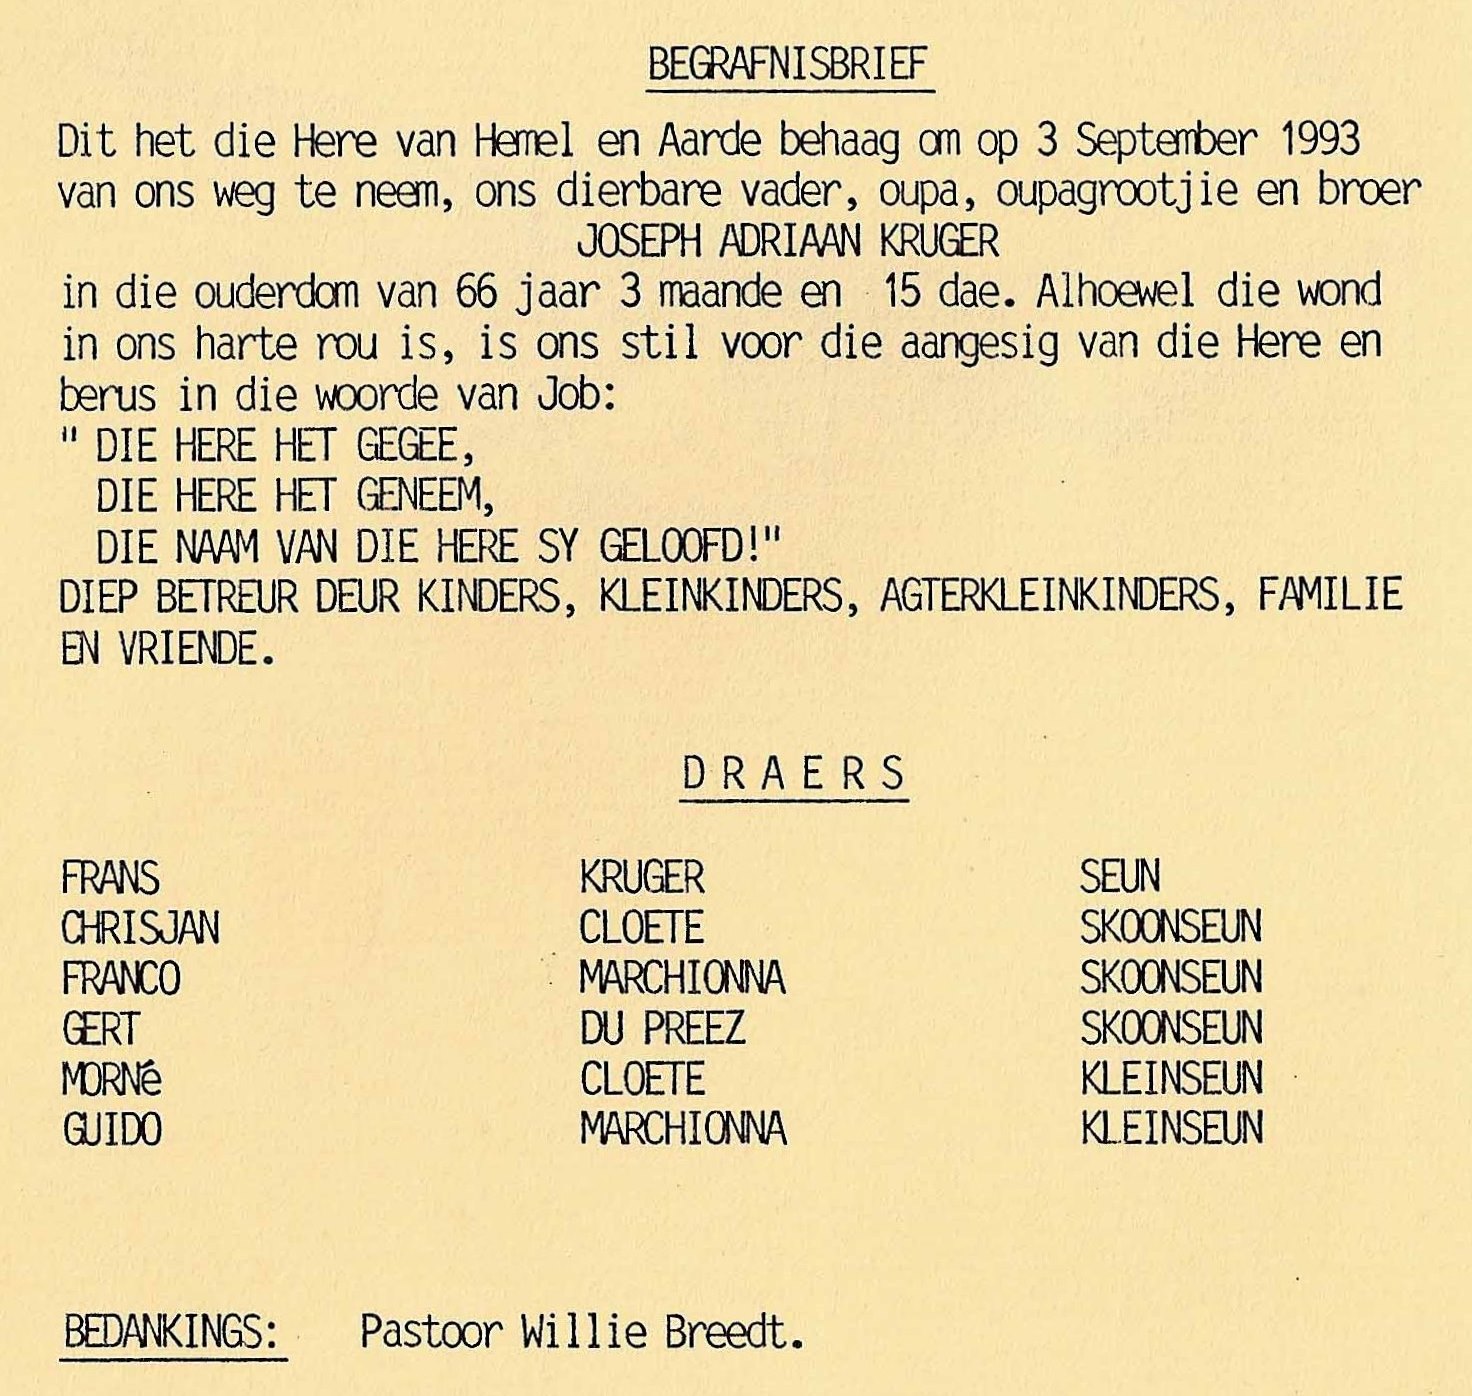 BEGRAFNISBRIEF
Dit het die Here van Hemel en Aarde behaag om op 3 September 1993
van ons weg te neem, ons dierbare vader, oupa, oupagrootjie en broer
JOSEPH ADRIAAN KRUGER
in die ouderdom van 66 jaar 3 maande en 15 dae. Alhoewel die wond
in ons harte rou is, is ons stil voor die aangesig van die Here en
berus in die woorde van Job:
" DIE HERE HET GEGEE,
DIE HERE HET GENEEM,
DIE NAAM VAN DIE HERE SY GELOOFD!"
DIEP BETREUR DEUR KINDERS, KLEINKINDERS, AGTERKLEINKINDERS, FAMILIE
EN VRIENDE.
D R A E R S
FRANS KRUGER SEUN
CHRISJAN CLOETE SKOONSEUN
FRANCO MARCHIONNA SKOONSEUN
GERT DU PREEZ SKOONSEUN
MORNé CLOETE KLEINSEUN
GUIDO MARCHIONNA KLEINSEUN
BEDANKINGS: Pastoor Willie Breedt.